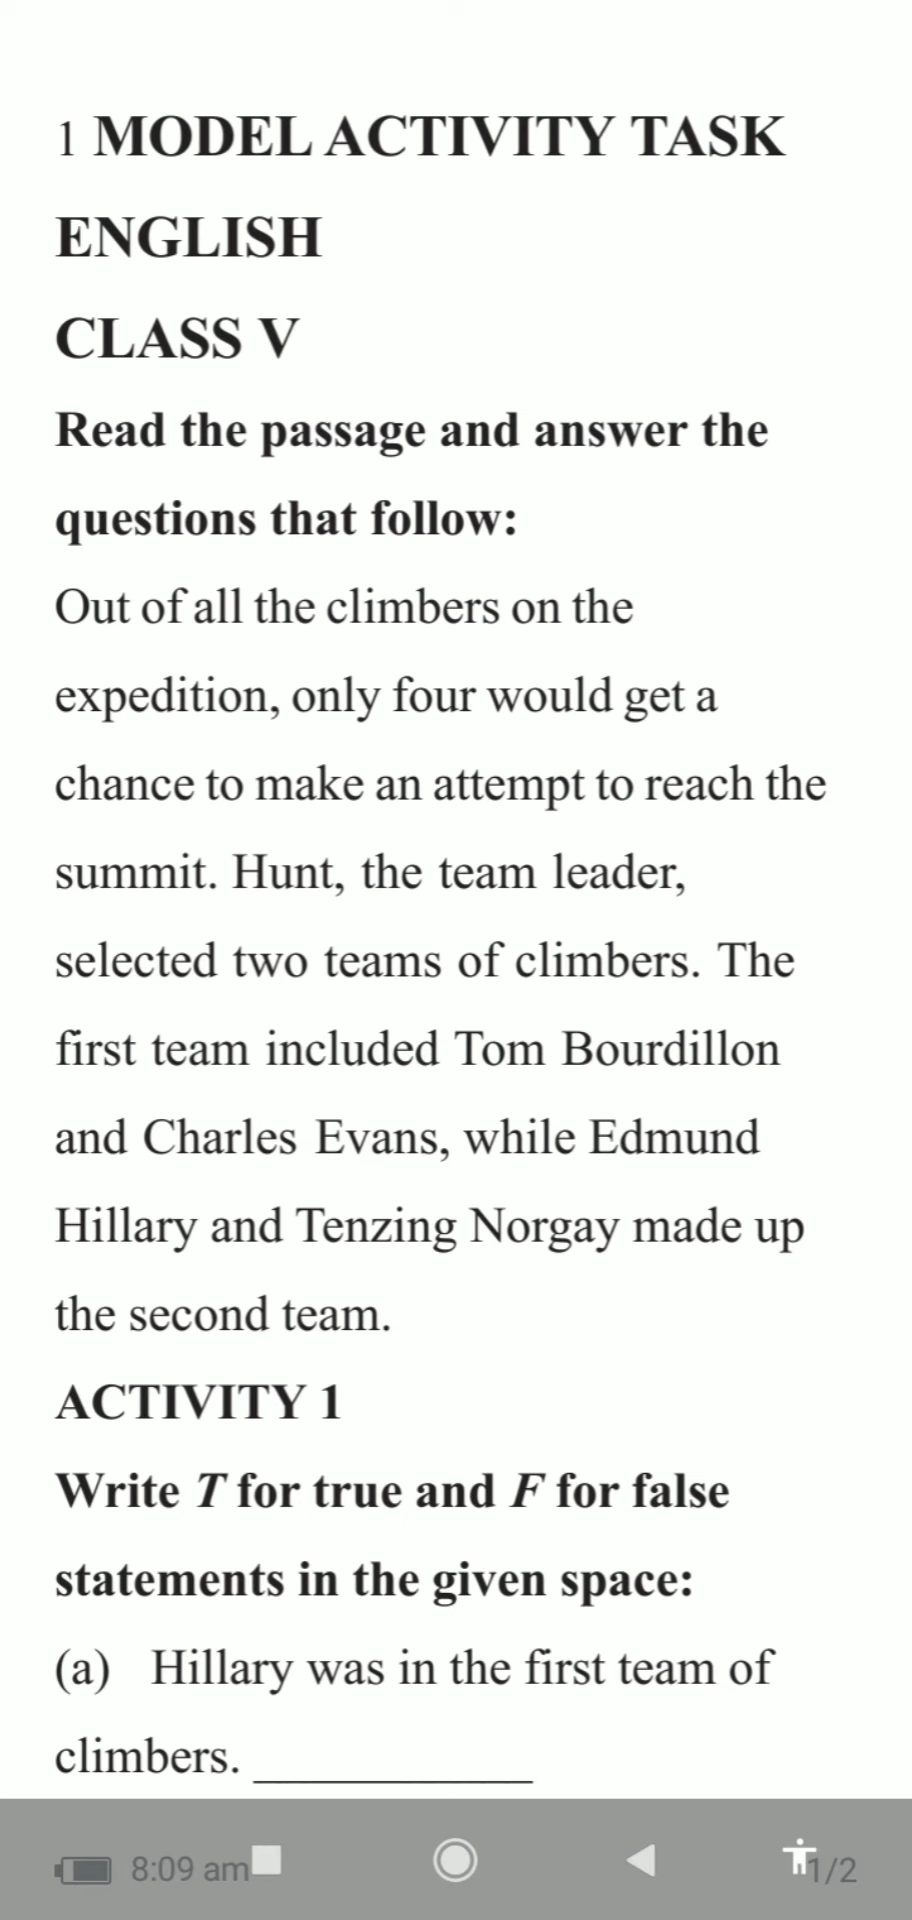 1 MODEL ACTIVITY TASK
ENGLISH
CLASS V
Read the passage and answer the
questions that follow:
Out of all the climbers on the
expedition, only four would get a
chance to make an attempt to reach the
summit. Hunt, the team leader,
selected two teams of climbers. The
first team included Tom Bourdillon
and Charles Evans, while Edmund
Hillary and Tenzing Norgay made up
the second team.
ACTIVITY 1
Write T for true and F for false
statements in the given space:
(a) Hillary was in the first team of
climbers. ___________
8:09 am 1/2